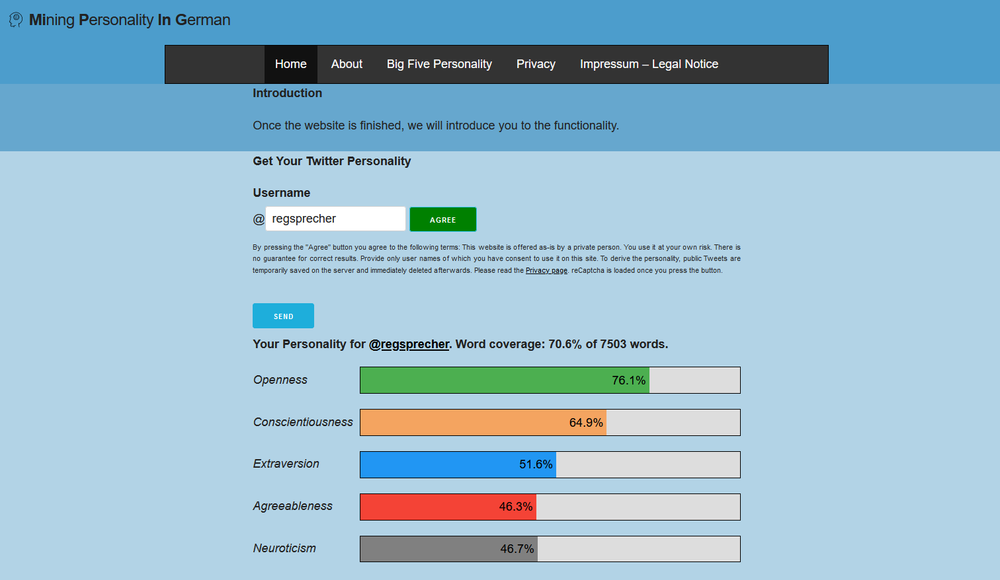 Mining Personality In German
Home About Big Five Personality Privacy Impressum – Legal Notice
Introduction
Once the website is finished, we will introduce you to the functionality.
Get Your Twitter Personality
Username
@ regsprecher AGREE
By pressing the "Agree" button you agree to the following terms: This website is offered as-is by a private person. You use it at your own risk. There is
no guarantee for correct results. Provide only user names of which you have consent to use it on this site. To derive the personality, public Tweets are
temporarily saved on the server and immediately deleted afterwards. Please read the Privacy page. reCaptcha is loaded once you press the button.
SEND
Your Personality for @regsprecher. Word coverage: 70.6% of 7503 words.
Openness 76.1%
Conscientiousness 64.9%
Extraversion 51.6%
Agreeableness 46.3%
Neuroticism 46.7%